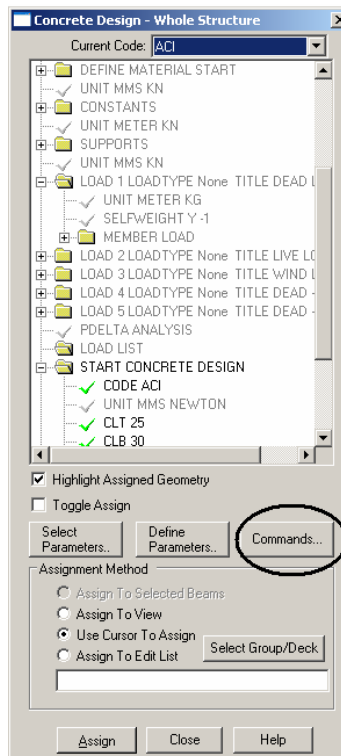 Concrete Design - Whole Structure
Current Code: ACI
DEFINE MATERIAL START
UNIT MMS KN
CONSTANTS
UNIT METER KN
SUPPORTS
UNIT MMS KN
LOAD 1 LOADTYPE None TITLE DEAD L
UNIT METER KG
SELFWEIGHT Y -1
MEMBER LOAD
LOAD 2 LOADTYPE None TITLE LIVE LO
LOAD 3 LOADTYPE None TITLE WIND L
LOAD 4 LOADTYPE None TITLE DEAD -
LOAD 5 LOADTYPE None TITLE DEAD -
PDELTA ANALYSIS
LOAD LIST
START CONCRETE DESIGN
CODE ACI
UNIT MMS NEWTON
CLT 25
CLB 30
Highlight Assigned Geometry
Toggle Assign
Select Parameters..
Define Parameters..
Commands...
Assignment Method
Assign To Selected Beams
Assign To View
Use Cursor To Assign
Assign To Edit List
Select Group/Deck
Assign Close Help